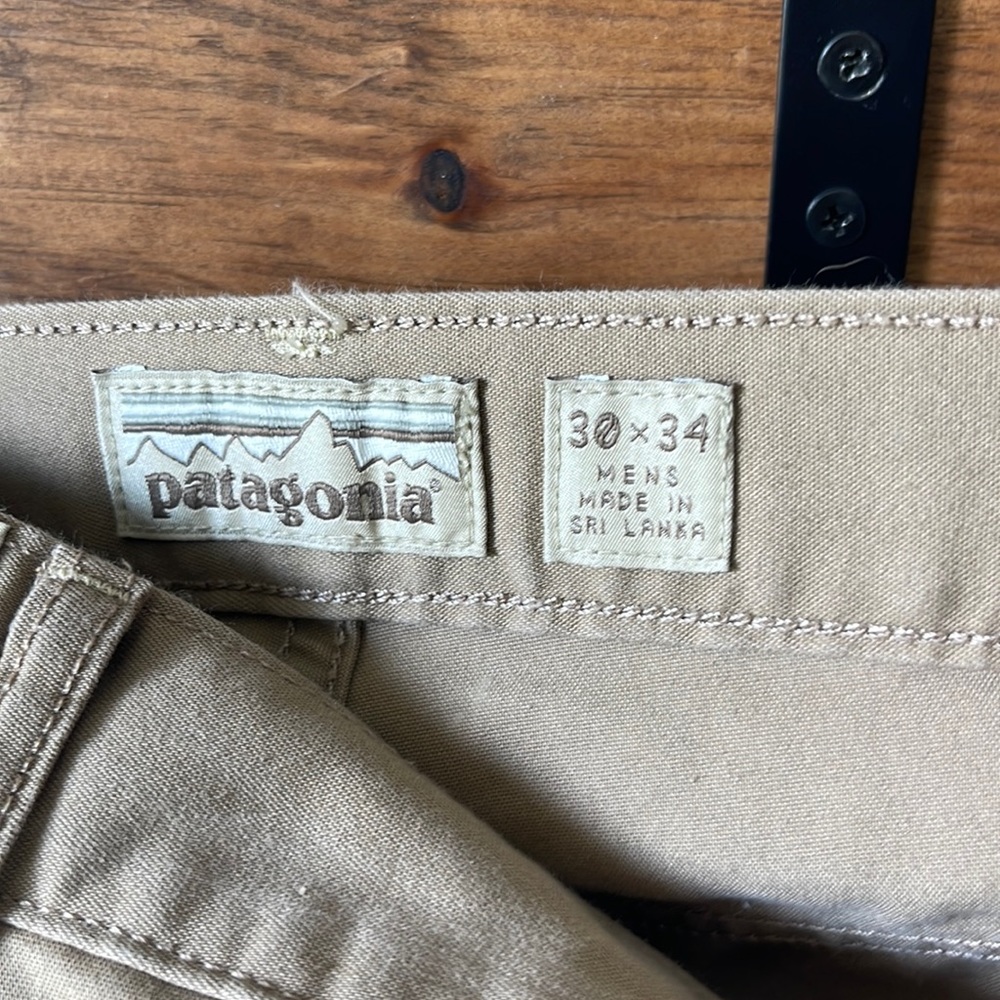 patagonia®
30×34
MENS
MADE IN
SRI LANKA